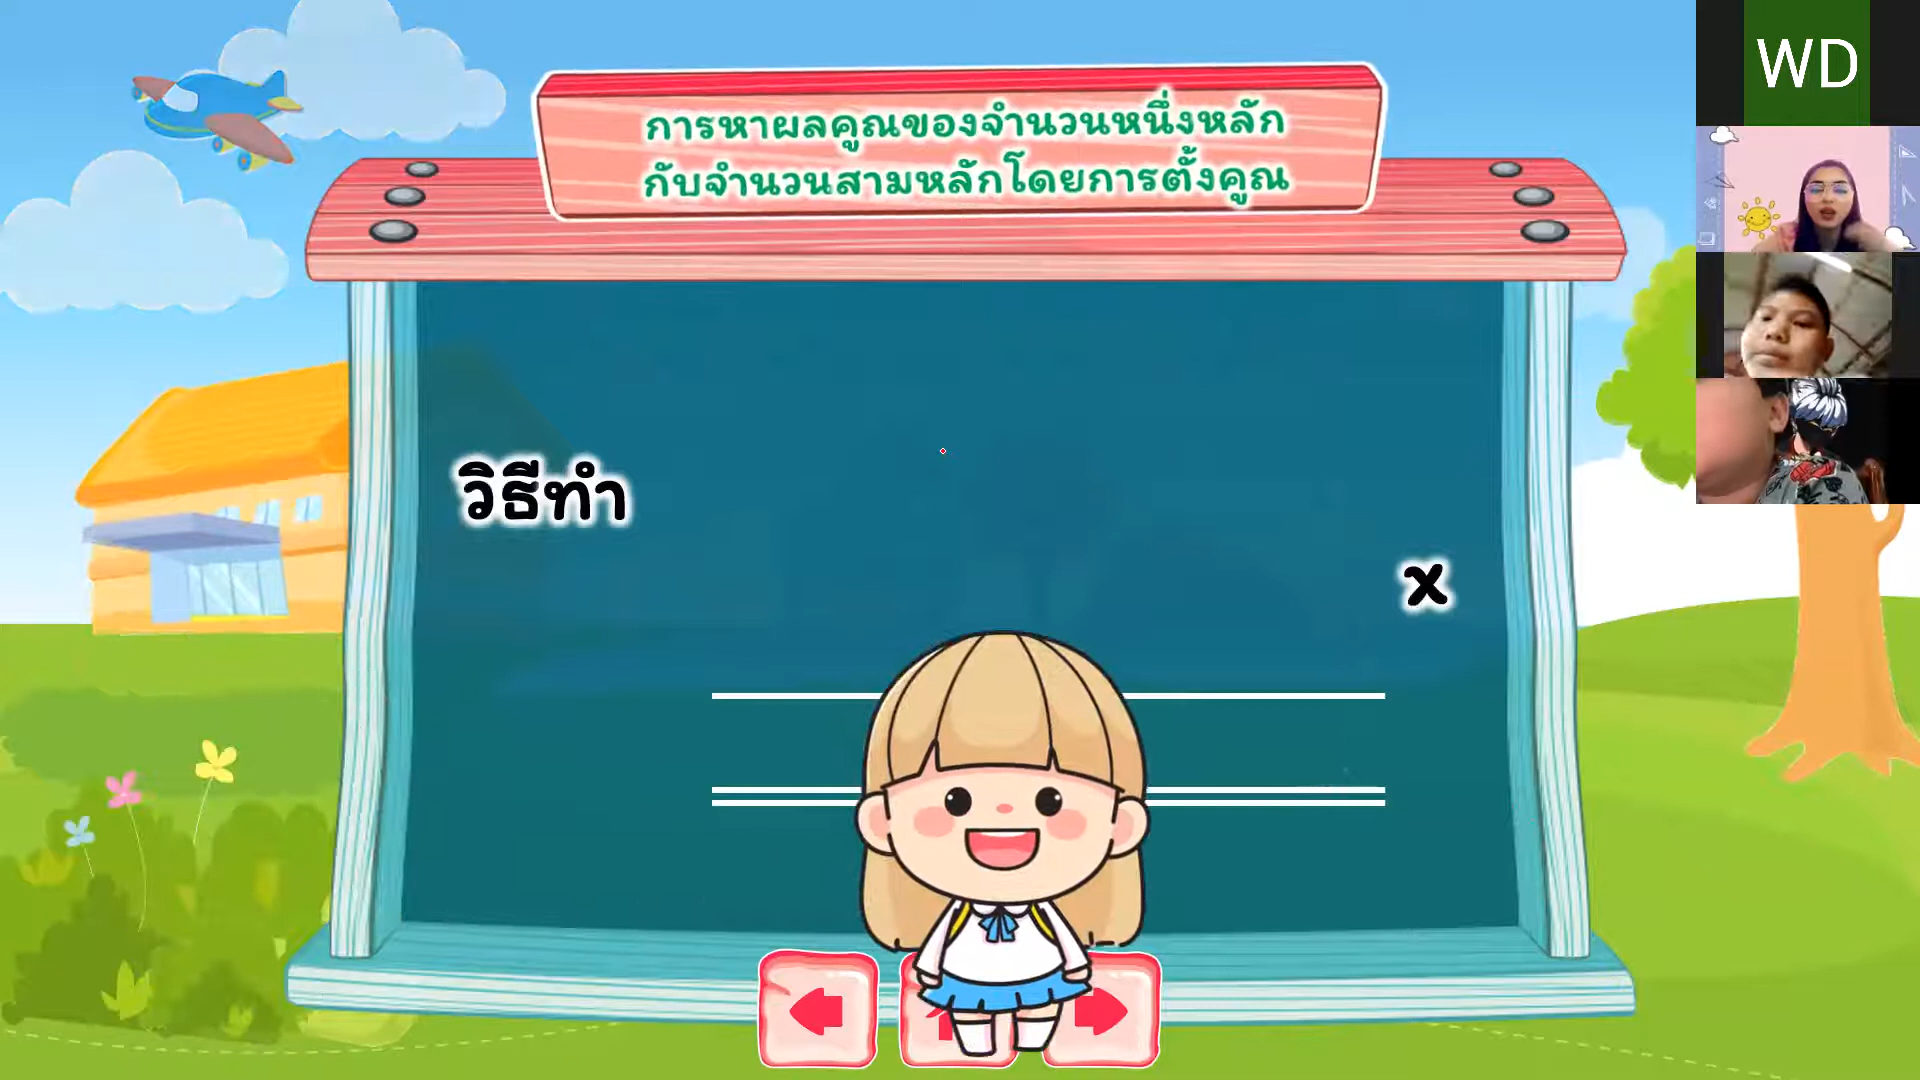 WD
การหาผลคูณของจำนวนหนึ่งหลัก
กับจำนวนสามหลักโดยการตั้งคูณ
วิธีทำ
x